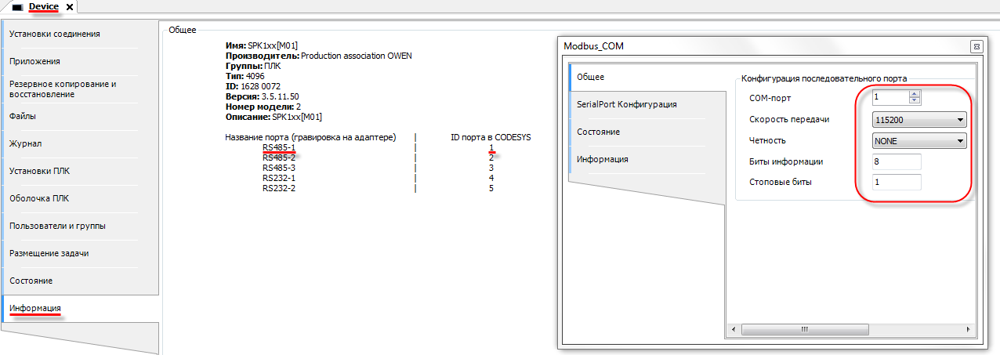 Device
Установки соединения
Приложения
Резервное копирование и
восстановление
Файлы
Журнал
Установки ПЛК
Оболочка ПЛК
Пользователи и группы
Размещение задачи
Состояние
Информация
Общее
Имя: SPK1xx[M01]
Производитель: Production association OWEN
Группы: ПЛК
Тип: 4096
ID: 1628 0072
Версия: 3.5.11.50
Номер модели: 2
Описание: SPK1xx[M01]
Название порта (гравировка на адаптере) | ID порта в CODESYS
RS485-1 | 1
RS485-2 | 2
RS485-3 | 3
RS232-1 | 4
RS232-2 | 5
Modbus_COM
Общее
SerialPort Конфигурация
Состояние
Информация
Конфигурация последовательного порта
COM-порт 1
Скорость передачи 115200
Четность NONE
Биты информации 8
Стоповые биты 1